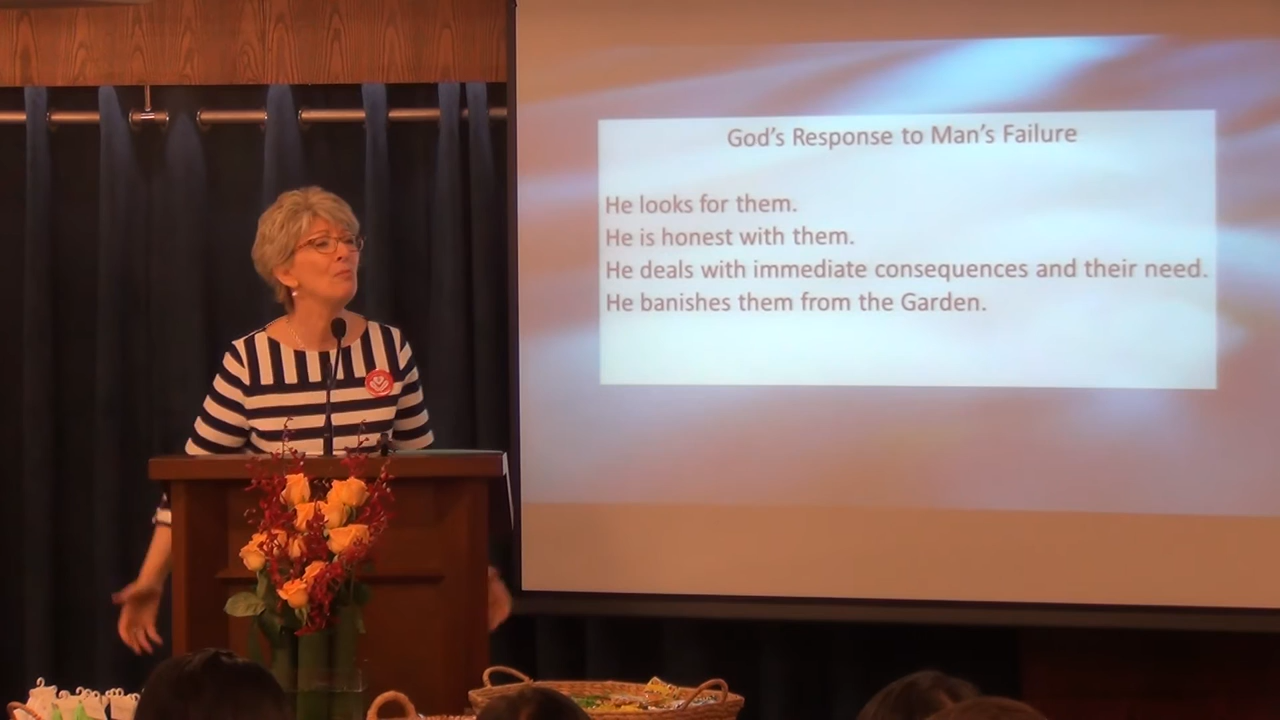 God's Response to Man's Failure
He looks for them.
He is honest with them.
He deals with immediate consequences and their need.
He banishes them from the Garden.